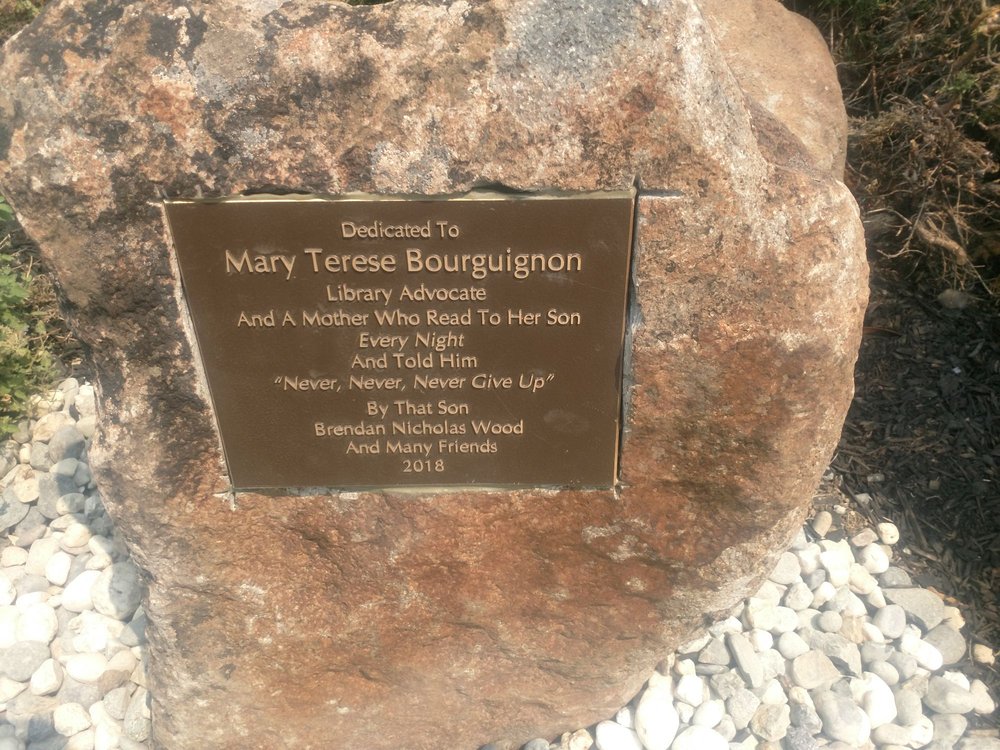 Dedicated To
Mary Terese Bourguignon
Library Advocate
And A Mother Who Read To Her Son
Every Night
And Told Him
"Never, Never, Never Give Up"
By That Son
Brendan Nicholas Wood
And Many Friends
2018